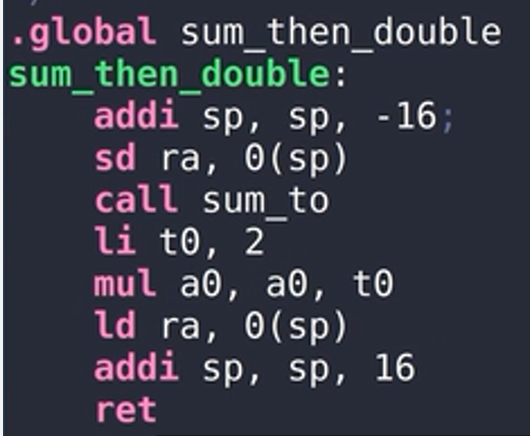 .global sum_then_double
sum_then_double:
addi sp, sp, -16;
sd ra, 0(sp)
call sum_to
li t0, 2
mul a0, a0, t0
ld ra, 0(sp)
addi sp, sp, 16
ret